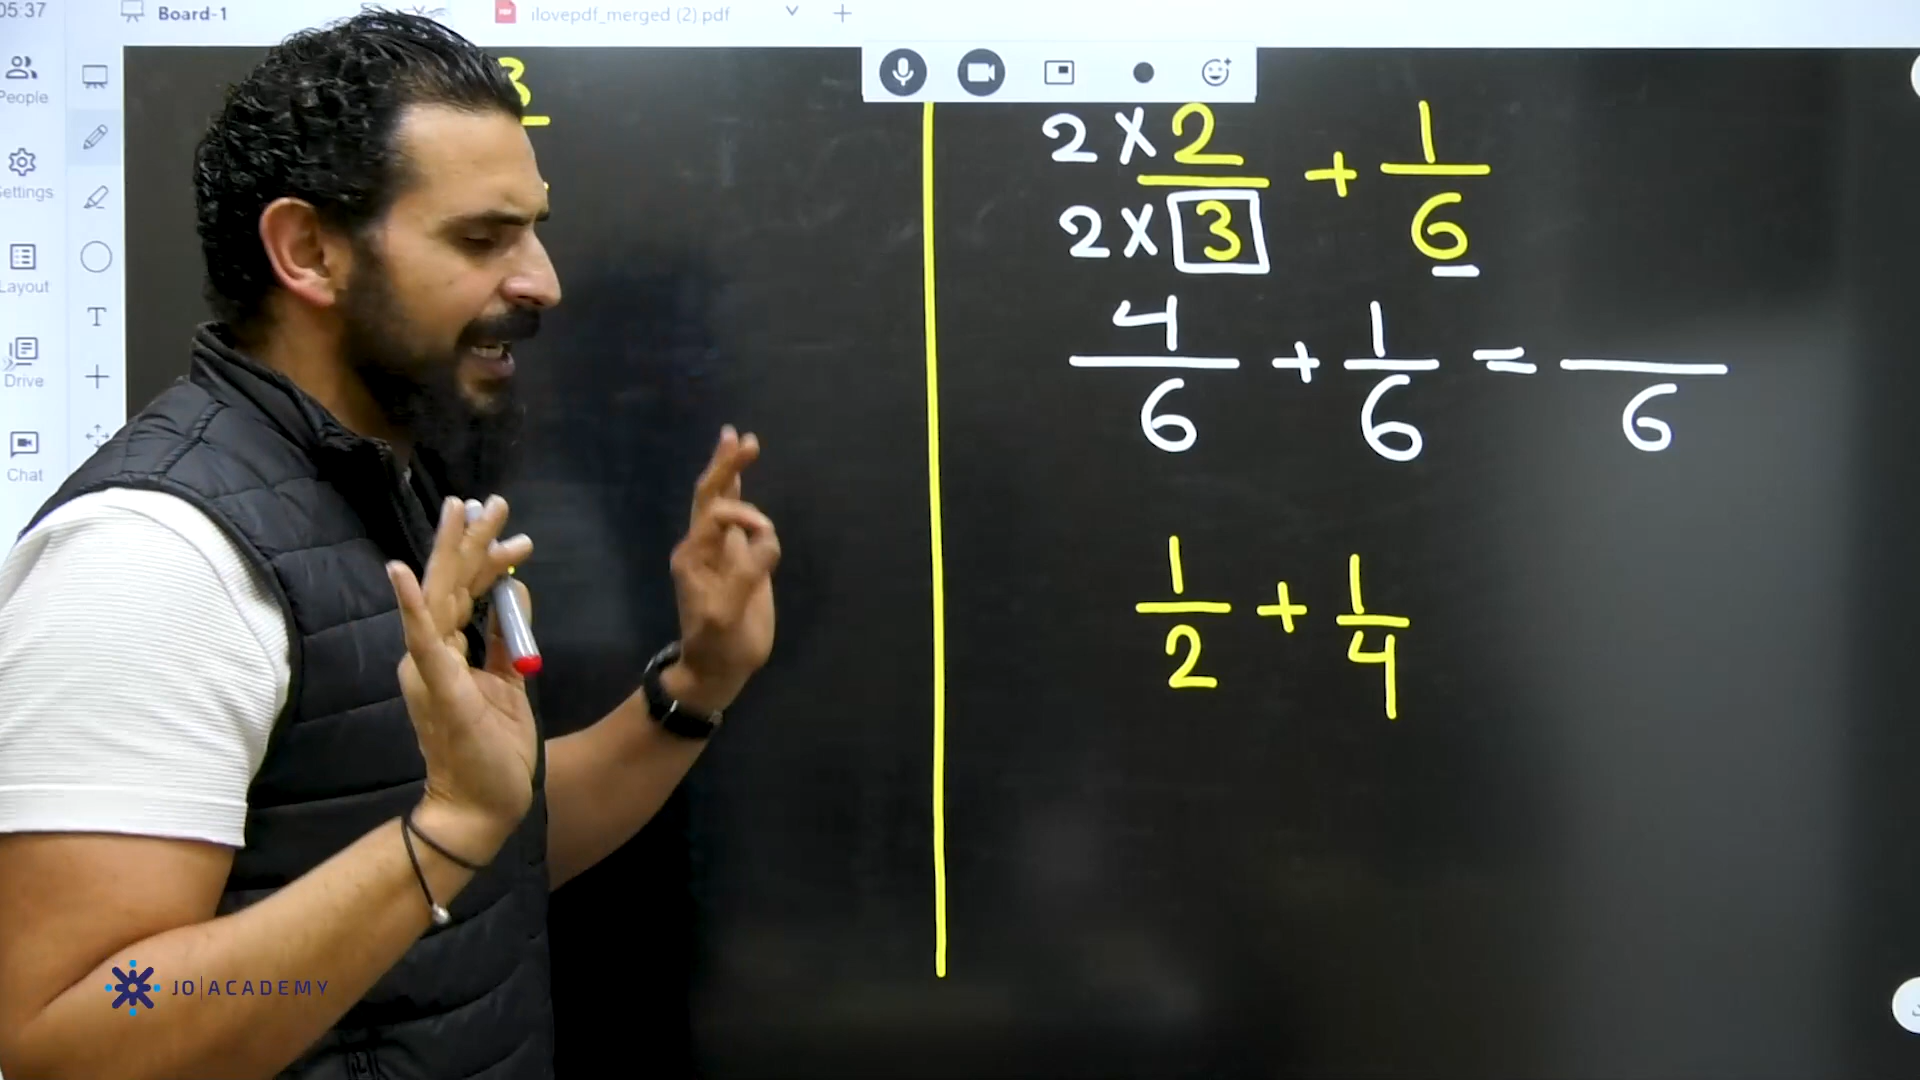 05:37
Board-1
ilovepdf_merged (2).pdf
People
Settings
Layout
Drive
Chat
T
3
2 × 2/2 × 3 + 1/6
4/6 + 1/6 = /6
1/2 + 1/4
JO|ACADEMY